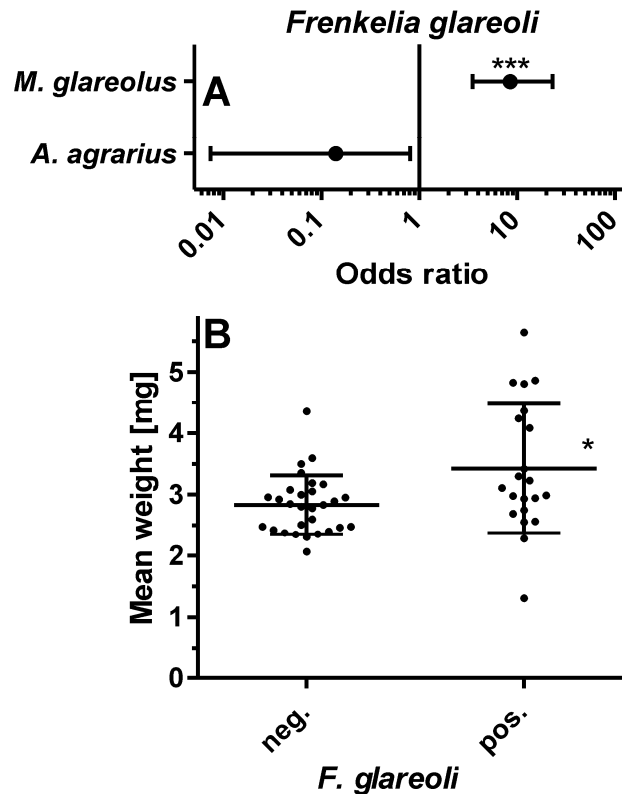 Frenkelia glareoli
A
M. glareolus
***
A. agrarius
0.01 0.1 1 10 100
Odds ratio
B
Mean weight [mg]
5
4
3
2
1
0
*
neg. pos.
F. glareoli